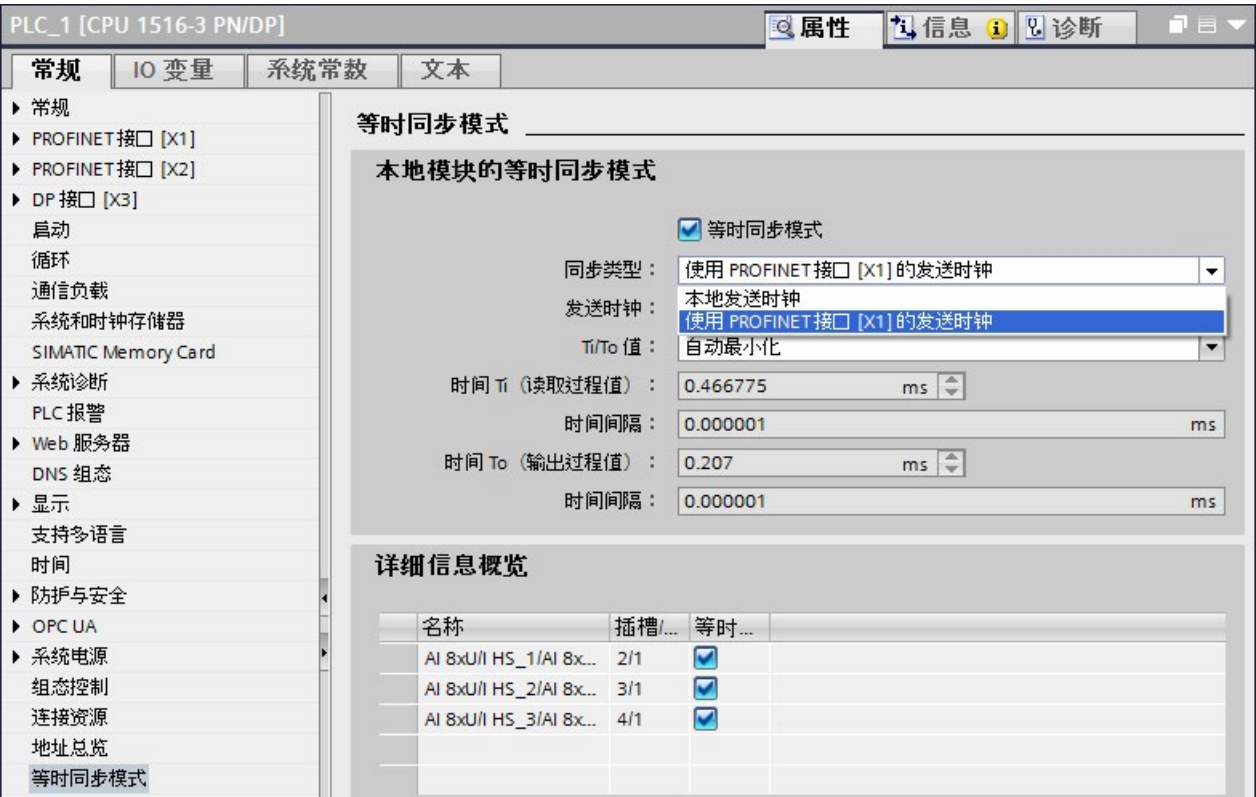 PLC_1 [CPU 1516-3 PN/DP]
属性
信息
诊断
常规
IO 变量
系统常数
文本
常规
PROFINET接口 [X1]
PROFINET接口 [X2]
DP 接口 [X3]
启动
循环
通信负载
系统和时钟存储器
SIMATIC Memory Card
系统诊断
PLC 报警
Web 服务器
DNS 组态
显示
支持多语言
时间
防护与安全
OPC UA
系统电源
组态控制
连接资源
地址总览
等时同步模式
等时同步模式
本地模块的等时同步模式
等时同步模式
同步类型： 使用 PROFINET接口 [X1] 的发送时钟
本地发送时钟
发送时钟： 使用 PROFINET接口 [X1] 的发送时钟
Ti/To 值： 自动最小化
时间 Ti（读取过程值）： 0.466775 ms
时间间隔： 0.000001 ms
时间 To（输出过程值）： 0.207 ms
时间间隔： 0.000001 ms
详细信息概览
名称 插槽/... 等时...
AI 8xU/I HS_1/AI 8x... 2/1
AI 8xU/I HS_2/AI 8x... 3/1
AI 8xU/I HS_3/AI 8x... 4/1